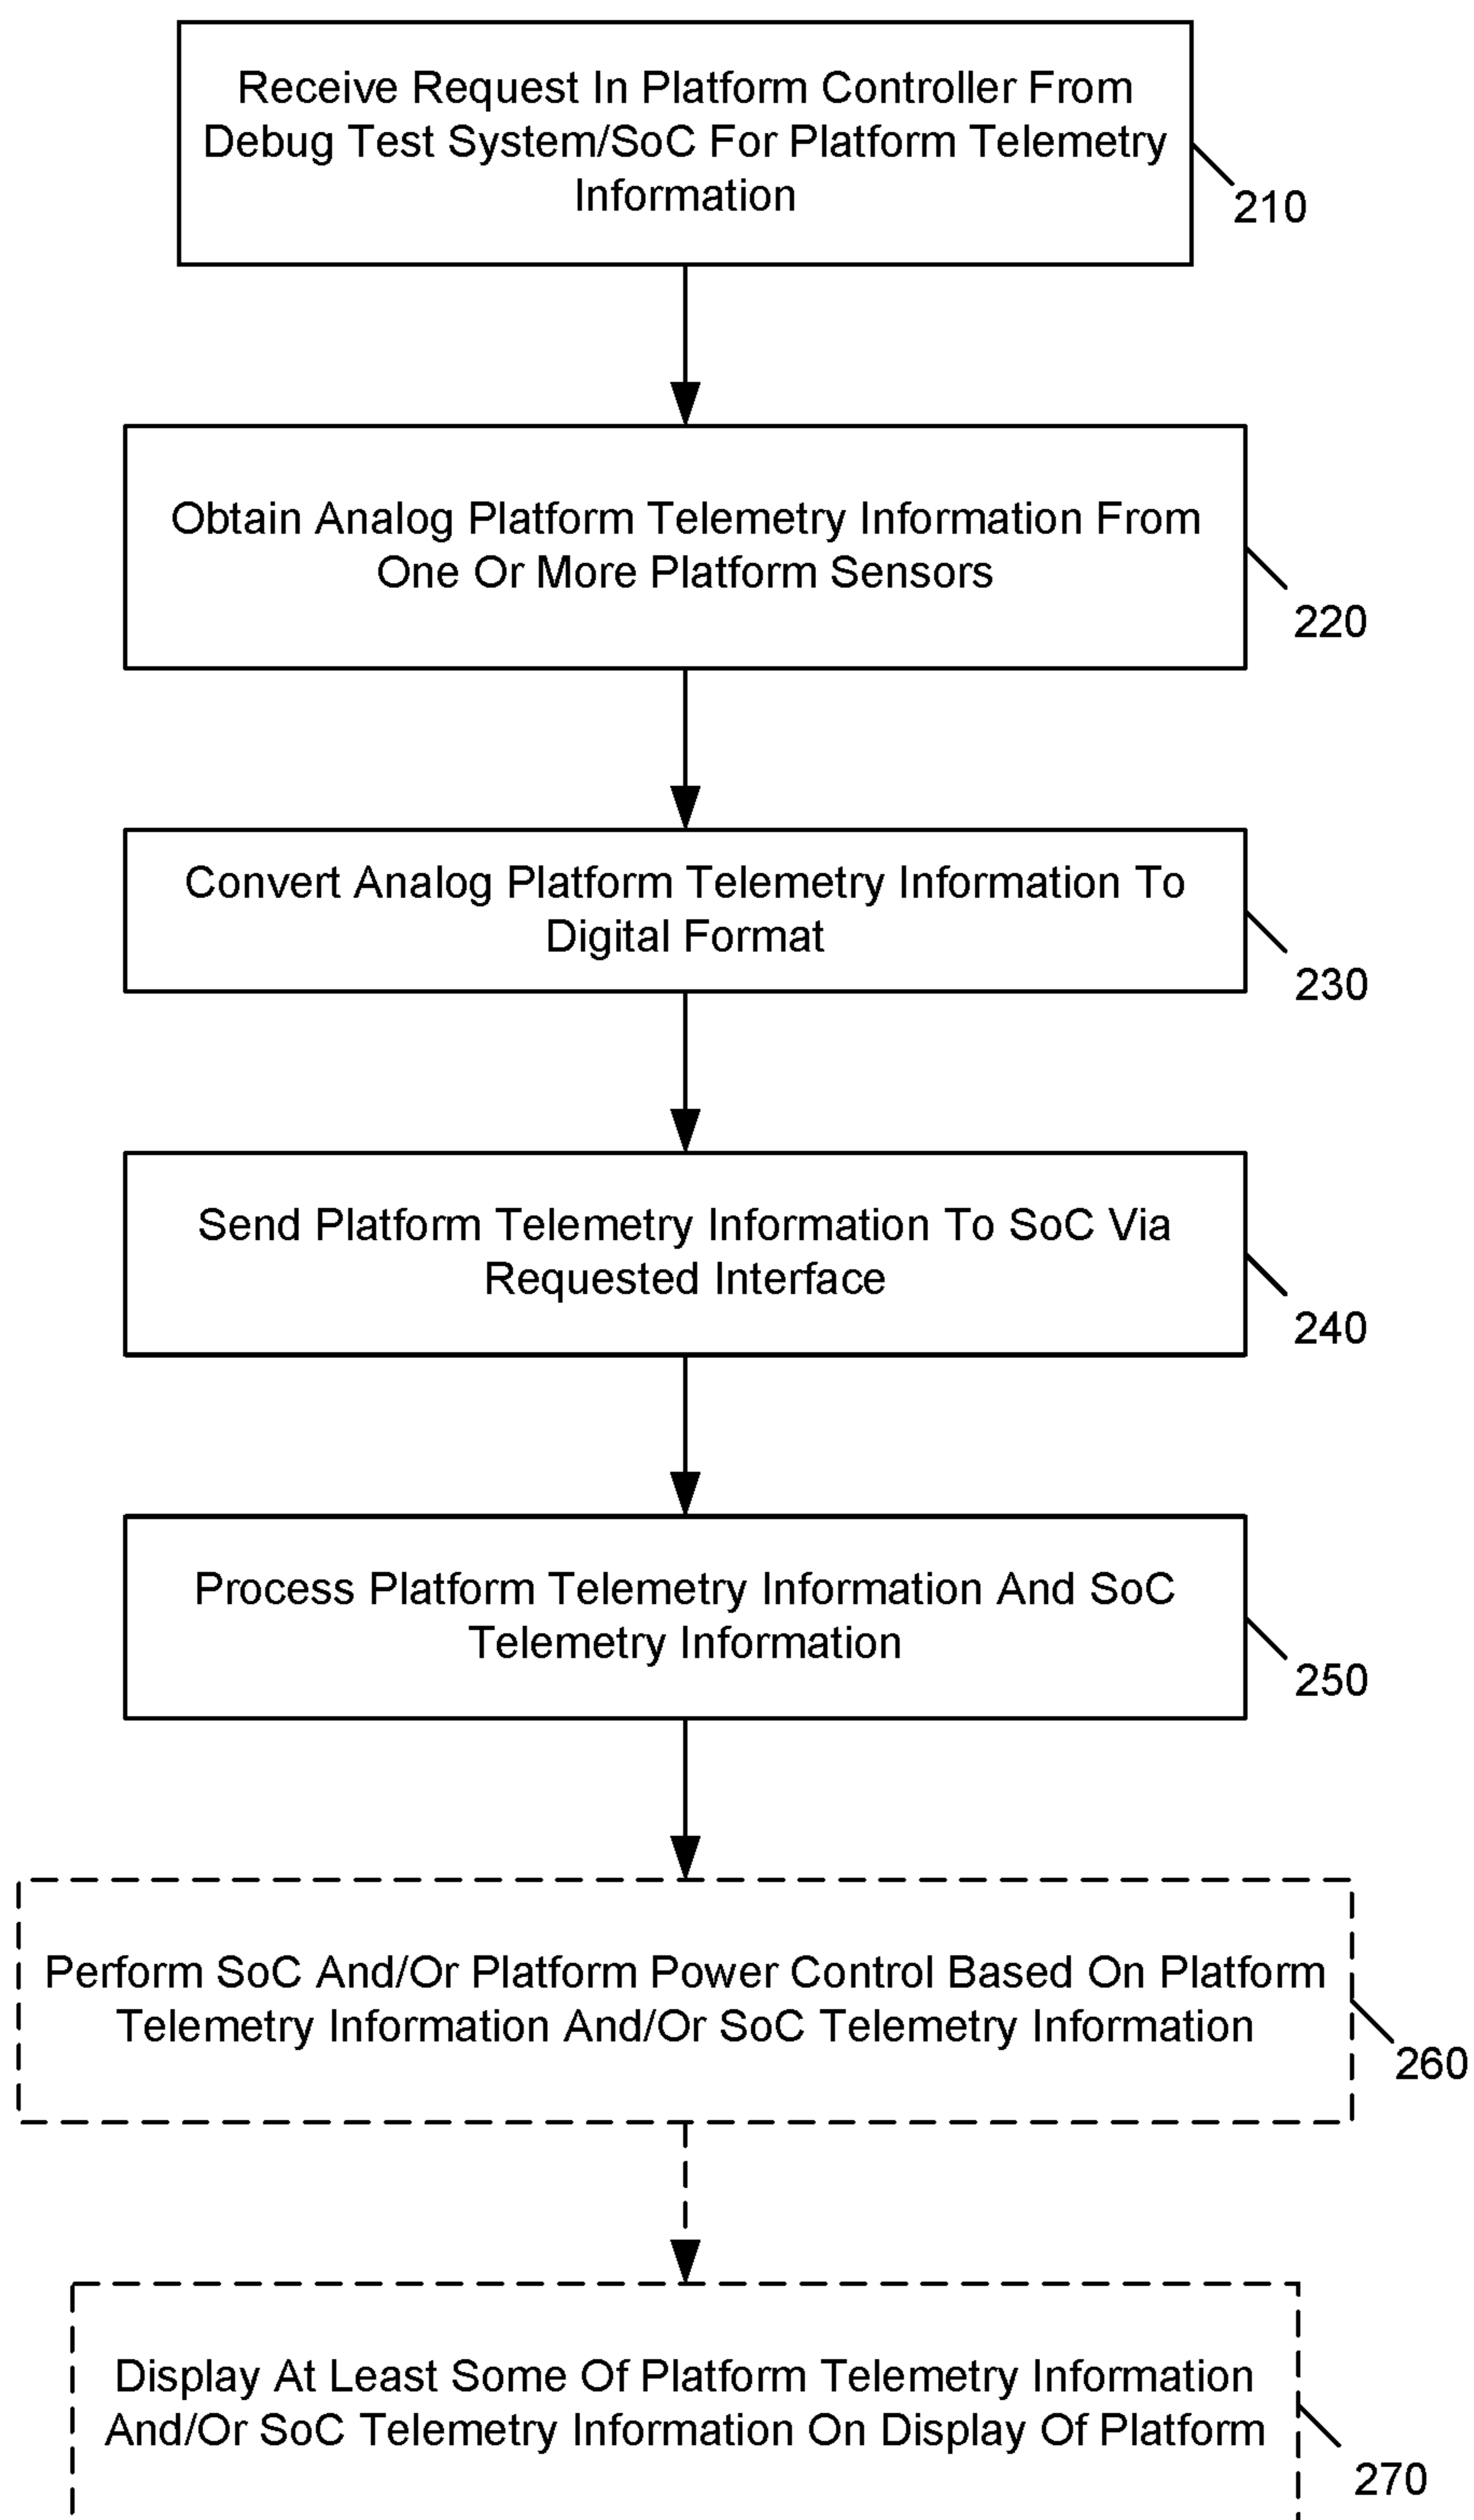 Receive Request In Platform Controller From
Debug Test System/SoC For Platform Telemetry
Information
210
Obtain Analog Platform Telemetry Information From
One Or More Platform Sensors
220
Convert Analog Platform Telemetry Information To
Digital Format
230
Send Platform Telemetry Information To SoC Via
Requested Interface
240
Process Platform Telemetry Information And SoC
Telemetry Information
250
Perform SoC And/Or Platform Power Control Based On Platform
Telemetry Information And/Or SoC Telemetry Information
260
Display At Least Some Of Platform Telemetry Information
And/Or SoC Telemetry Information On Display Of Platform
270